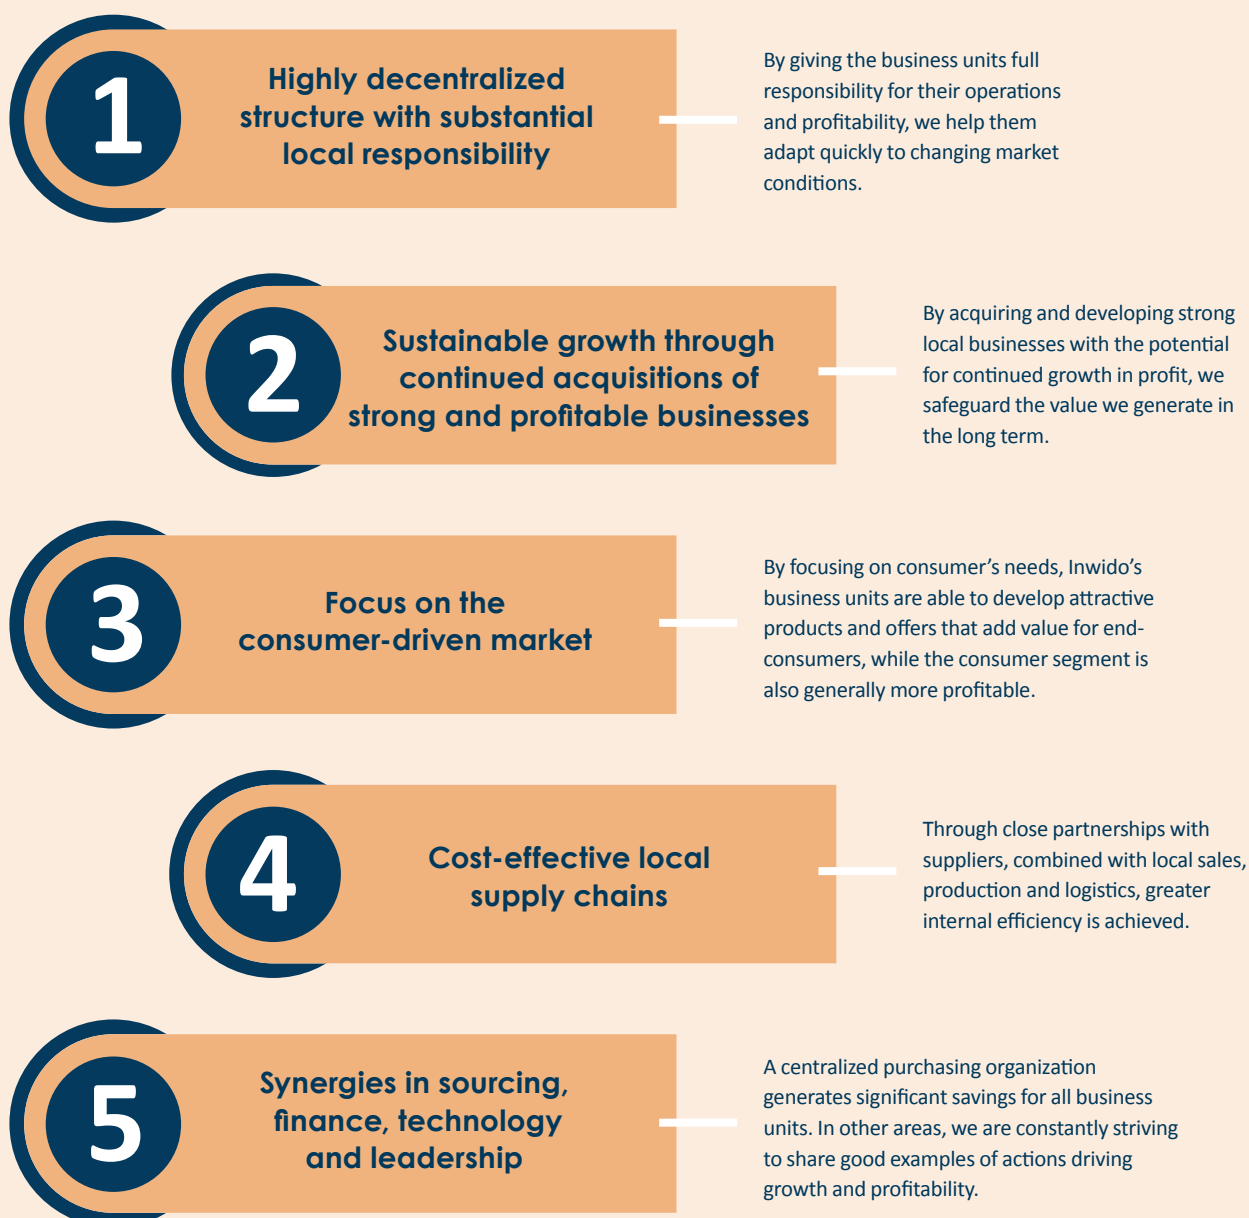 1
Highly decentralized
structure with substantial
local responsibility
By giving the business units full
responsibility for their operations
and profitability, we help them
adapt quickly to changing market
conditions.
2
Sustainable growth through
continued acquisitions of
strong and profitable businesses
By acquiring and developing strong
local businesses with the potential
for continued growth in profit, we
safeguard the value we generate in
the long term.
3
Focus on the
consumer-driven market
By focusing on consumer’s needs, Inwido’s
business units are able to develop attractive
products and offers that add value for end-
consumers, while the consumer segment is
also generally more profitable.
4
Cost-effective local
supply chains
Through close partnerships with
suppliers, combined with local sales,
production and logistics, greater
internal efficiency is achieved.
5
Synergies in sourcing,
finance, technology
and leadership
A centralized purchasing organization
generates significant savings for all business
units. In other areas, we are constantly striving
to share good examples of actions driving
growth and profitability.